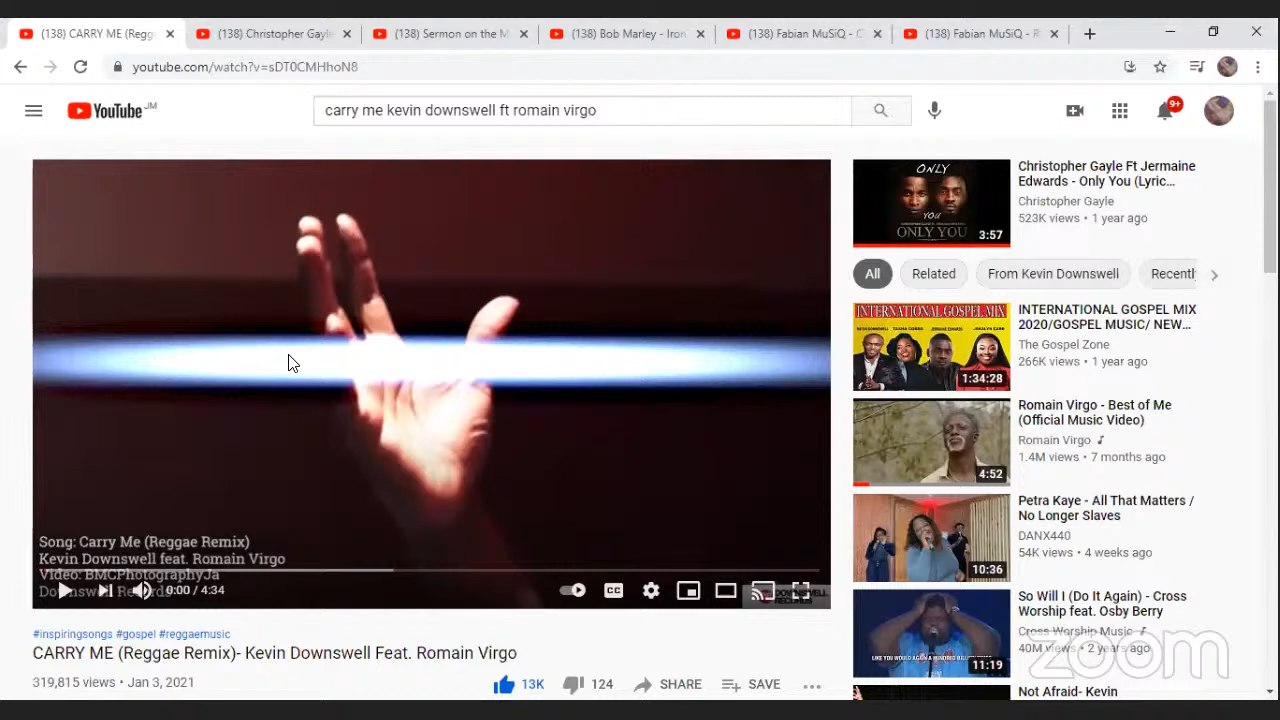 (138) CARRY ME (Regg
(138) Christopher Gayle
(138) Sermon on the M
(138) Bob Marley - Iron
(138) Fabian MuSiQ - C
(138) Fabian MuSiQ - R
youtube.com/watch?v=sDT0CMHhoN8
YouTube JM
carry me kevin downswell ft romain virgo
9+
ONLY
YOU
ONLY YOU
3:57
Christopher Gayle Ft Jermaine
Edwards - Only You (Lyric...
Christopher Gayle
523K views • 1 year ago
All
Related
From Kevin Downswell
Recentl
INTERNATIONAL GOSPEL MIX
1:34:28
INTERNATIONAL GOSPEL MIX
2020/GOSPEL MUSIC/ NEW...
The Gospel Zone
266K views • 1 year ago
4:52
Romain Virgo - Best of Me
(Official Music Video)
Romain Virgo
1.4M views • 7 months ago
10:36
Petra Kaye - All That Matters /
No Longer Slaves
DANX440
54K views • 4 weeks ago
11:19
So Will I (Do It Again) - Cross
Worship feat. Osby Berry
Cross Worship Music
40M views • 2 years ago
Not Afraid- Kevin
Song: Carry Me (Reggae Remix)
Kevin Downswell feat. Romain Virgo
Video: BMCPhotographyJa
0:00 / 4:34
CC
#inspiringsongs #gospel #reggaemusic
CARRY ME (Reggae Remix)- Kevin Downswell Feat. Romain Virgo
319,815 views • Jan 3, 2021
13K
124
SHARE
SAVE
zoom